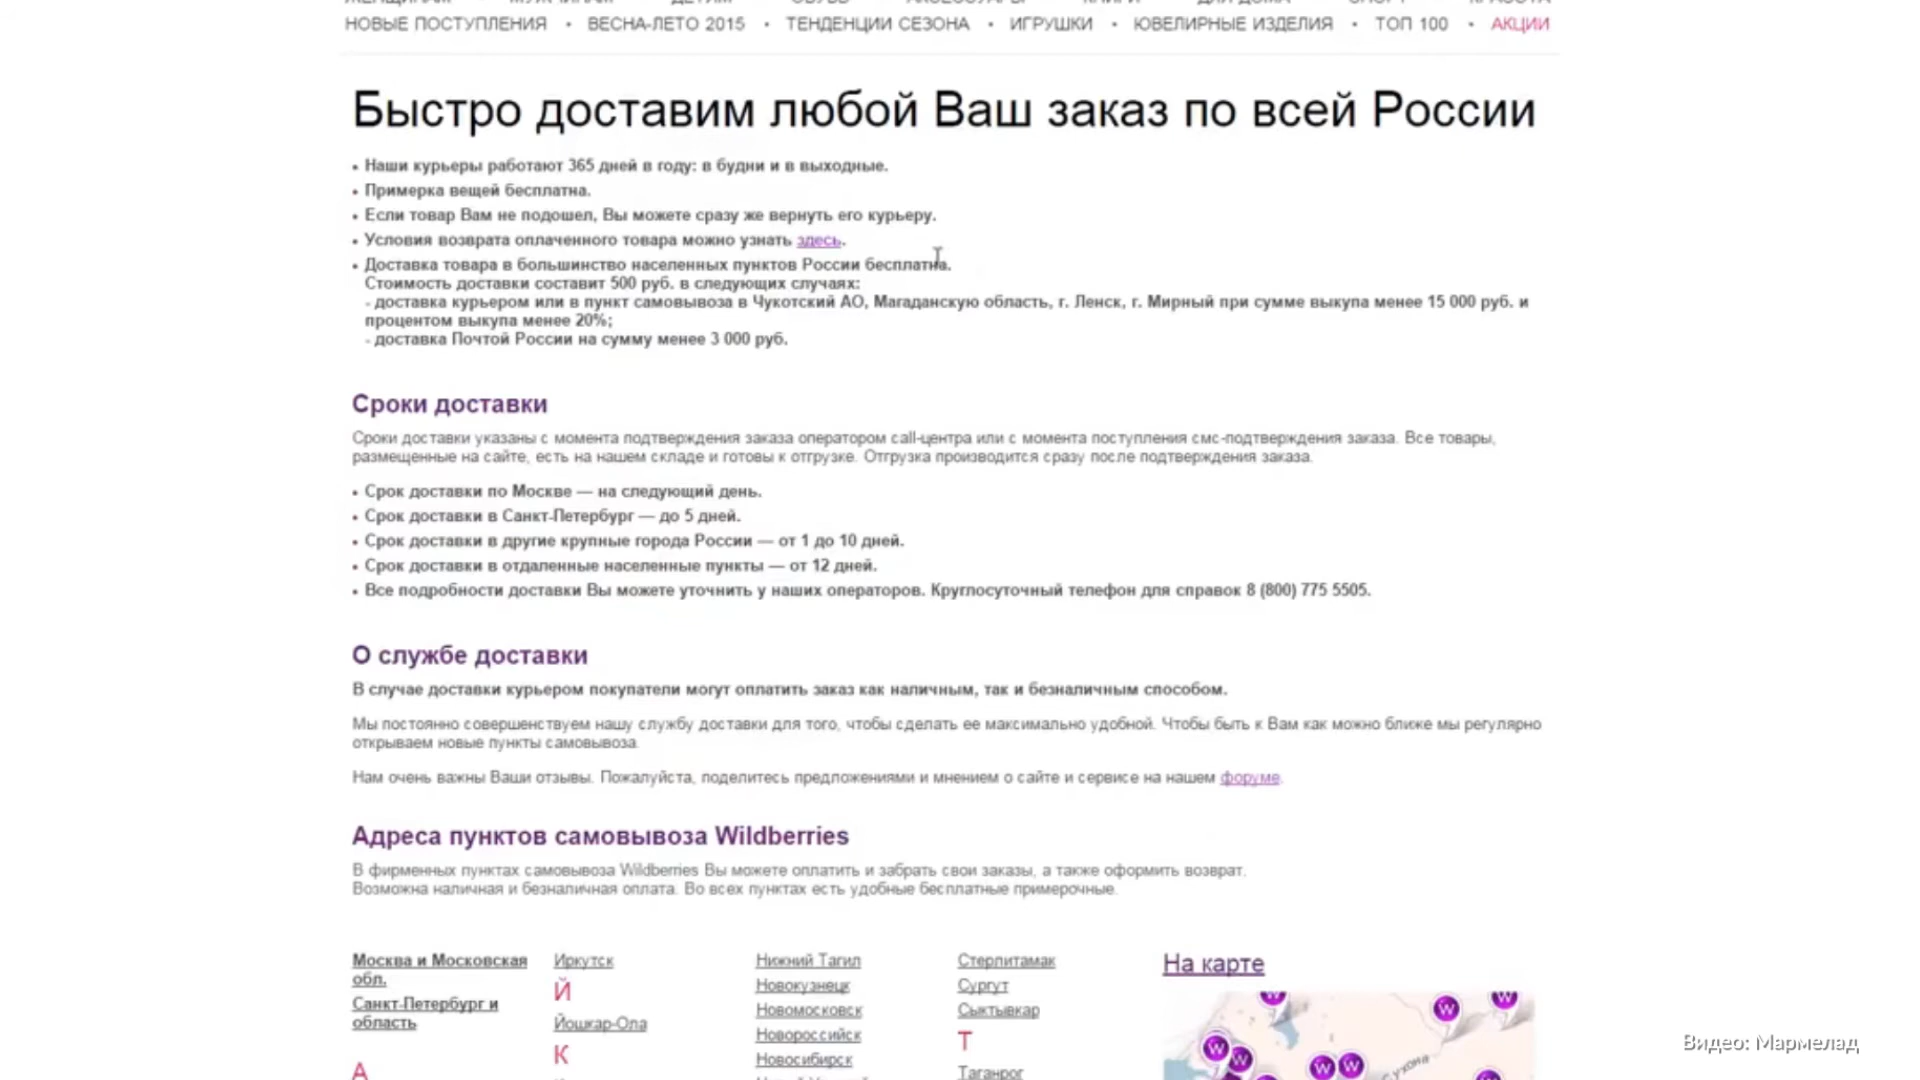 ЖЕНЩИНАМ • МУЖЧИНАМ • ДЕТЯМ • ОБУВЬ • АКСЕССУАРЫ • КНИГИ • ДЛЯ ДОМА • СПОРТ • КРАСОТА
НОВЫЕ ПОСТУПЛЕНИЯ • ВЕСНА-ЛЕТО 2015 • ТЕНДЕНЦИИ СЕЗОНА • ИГРУШКИ • ЮВЕЛИРНЫЕ ИЗДЕЛИЯ • ТОП 100 • АКЦИИ
Быстро доставим любой Ваш заказ по всей России
• Наши курьеры работают 365 дней в году: в будни и в выходные.
• Примерка вещей бесплатна.
• Если товар Вам не подошел, Вы можете сразу же вернуть его курьеру.
• Условия возврата оплаченного товара можно узнать здесь.
• Доставка товара в большинство населенных пунктов России бесплатна.
Стоимость доставки составит 500 руб. в следующих случаях:
- доставка курьером или в пункт самовывоза в Чукотский АО, Магаданскую область, г. Ленск, г. Мирный при сумме выкупа менее 15 000 руб. и
процентом выкупа менее 20%;
- доставка Почтой России на сумму менее 3 000 руб.
Сроки доставки
Сроки доставки указаны с момента подтверждения заказа оператором call-центра или с момента поступления смс-подтверждения заказа. Все товары,
размещенные на сайте, есть на нашем складе и готовы к отгрузке. Отгрузка производится сразу после подтверждения заказа.
• Срок доставки по Москве — на следующий день.
• Срок доставки в Санкт-Петербург — до 5 дней.
• Срок доставки в другие крупные города России — от 1 до 10 дней.
• Срок доставки в отдаленные населенные пункты — от 12 дней.
• Все подробности доставки Вы можете уточнить у наших операторов. Круглосуточный телефон для справок 8 (800) 775 5505.
О службе доставки
В случае доставки курьером покупатели могут оплатить заказ как наличным, так и безналичным способом.
Мы постоянно совершенствуем нашу службу доставки для того, чтобы сделать ее максимально удобной. Чтобы быть к Вам как можно ближе мы регулярно
открываем новые пункты самовывоза.
Нам очень важны Ваши отзывы. Пожалуйста, поделитесь предложениями и мнением о сайте и сервисе на нашем форуме.
Адреса пунктов самовывоза Wildberries
В фирменных пунктах самовывоза Wildberries Вы можете оплатить и забрать свои заказы, а также оформить возврат.
Возможна наличная и безналичная оплата. Во всех пунктах есть удобные бесплатные примерочные.
Москва и Московская
обл.
Санкт-Петербург и
область
А
Иркутск
Й
Йошкар-Ола
К
Нижний Тагил
Новокузнецк
Новомосковск
Новороссийск
Новосибирск
Стерлитамак
Сургут
Сыктывкар
Т
Таганрог
На карте
W
W
W
W
W
W
Сухона
Видео: Мармелад